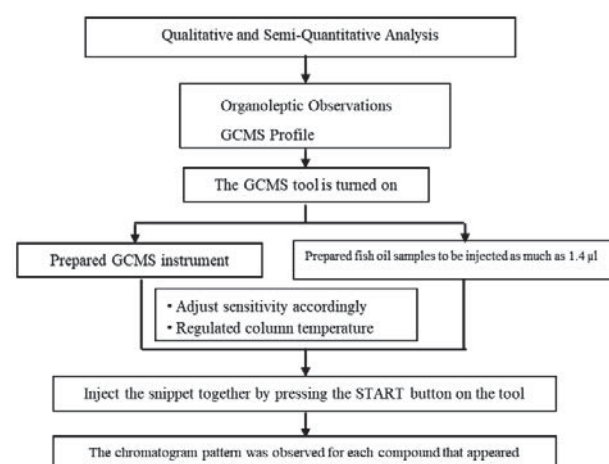 Qualitative and Semi-Quantitative Analysis
Organoleptic Observations
GCMS Profile
The GCMS tool is turned on
Prepared GCMS instrument
Prepared fish oil samples to be injected as much as 1.4 µl
• Adjust sensitivity accordingly
• Regulated column temperature
Inject the snippet together by pressing the START button on the tool
The chromatogram pattern was observed for each compound that appeared